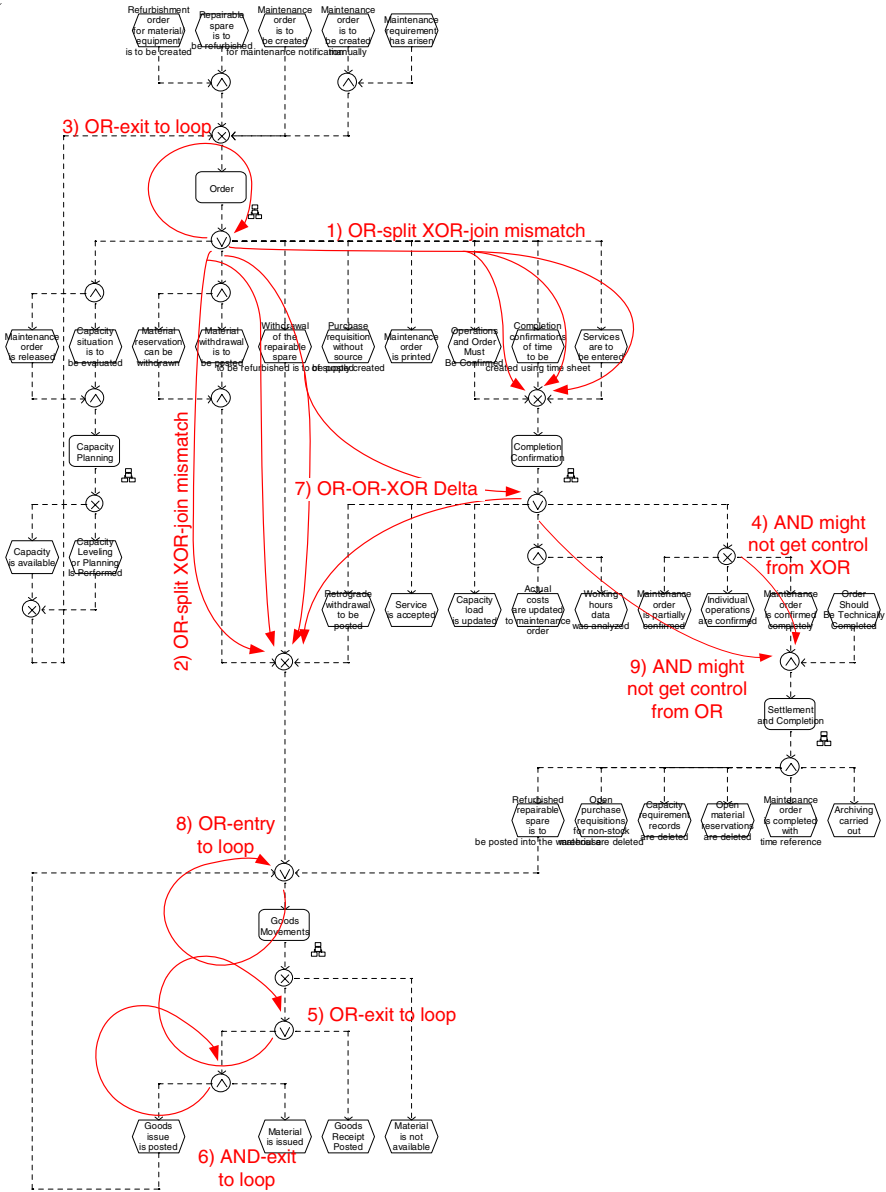 Refurbishment
order
for material/
equipment
is to be created
Repairable
spare
is to
be refurbished
Maintenance
order
is to
be created
for maintenance notification
Maintenance
order
is to
be created
manually
Maintenance
requirement
has arisen
3) OR-exit to loop
Order
1) OR-split XOR-join mismatch
Maintenance
order
is released
Capacity
situation
is to
be evaluated
Material
reservation
can be
withdrawn
Material
withdrawal
is to
be posted
Withdrawal
of the
repairable
spare
to be refurbished is to be posted
Purchase
requisition
without
source
of supply created
Maintenance
order
is printed
Operations
and Order
Must
Be Confirmed
Completion
confirmations
of time
to be
created using time sheet
Services
are to
be entered
Capacity
Planning
Completion
Confirmation
2) OR-split XOR-join mismatch
7) OR-OR-XOR Delta
4) AND might
not get control
from XOR
Capacity
is available
Capacity
Leveling
or Planning
is Performed
Retrograde
withdrawal
to be
posted
Service
is accepted
Capacity
load
is updated
Actual
costs
are updated
to maintenance
order
Working-
hours
data
was analyzed
Maintenance
order
is partially
confirmed
Individual
operations
are confirmed
Maintenance
order
is confirmed
completely
Order
Should
Be Technically
Completed
9) AND might
not get control
from OR
Settlement
and Completion
Refurbished
repairable
spare
is to
be posted into the warehouse
Open
purchase
requisitions
for non-stock
material are deleted
Capacity
requirement
records
are deleted
Open
material
reservations
are deleted
Maintenance
order
is completed
with
time reference
Archiving
carried
out
8) OR-entry
to loop
Goods
Movements
5) OR-exit to loop
Goods
issue
is posted
Material
is issued
Goods
Receipt
Posted
Material
is not
available
6) AND-exit
to loop